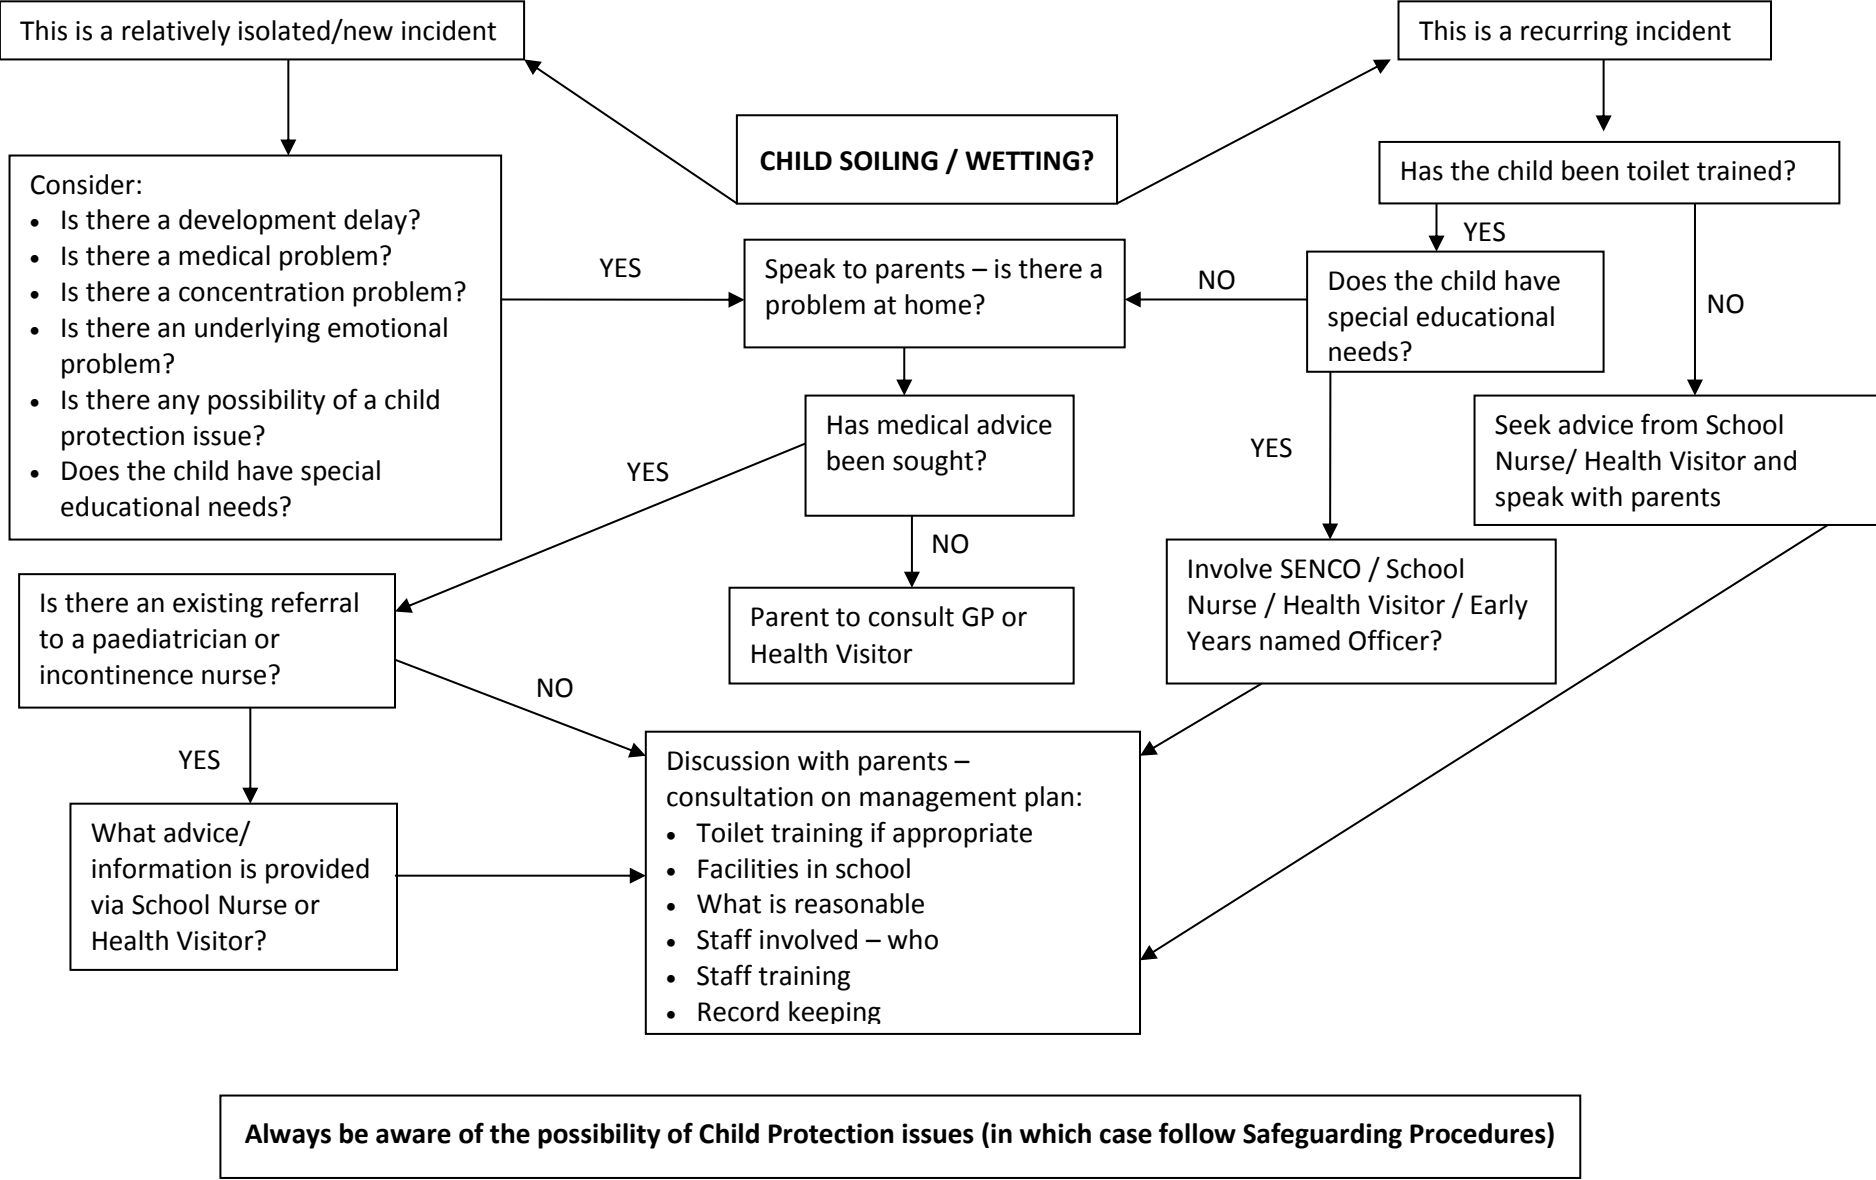 This is a relatively isolated/new incident
This is a recurring incident
CHILD SOILING / WETTING?
Consider:
• Is there a development delay?
• Is there a medical problem?
• Is there a concentration problem?
• Is there an underlying emotional
problem?
• Is there any possibility of a child
protection issue?
• Does the child have special
educational needs?
YES
Speak to parents – is there a
problem at home?
NO
Has the child been toilet trained?
YES
NO
Does the child have
special educational
needs?
YES
Seek advice from School
Nurse/ Health Visitor and
speak with parents
Has medical advice
been sought?
YES
NO
Is there an existing referral
to a paediatrician or
incontinence nurse?
Parent to consult GP or
Health Visitor
Involve SENCO / School
Nurse / Health Visitor / Early
Years named Officer?
NO
YES
What advice/
information is provided
via School Nurse or
Health Visitor?
Discussion with parents –
consultation on management plan:
• Toilet training if appropriate
• Facilities in school
• What is reasonable
• Staff involved – who
• Staff training
• Record keeping
Always be aware of the possibility of Child Protection issues (in which case follow Safeguarding Procedures)